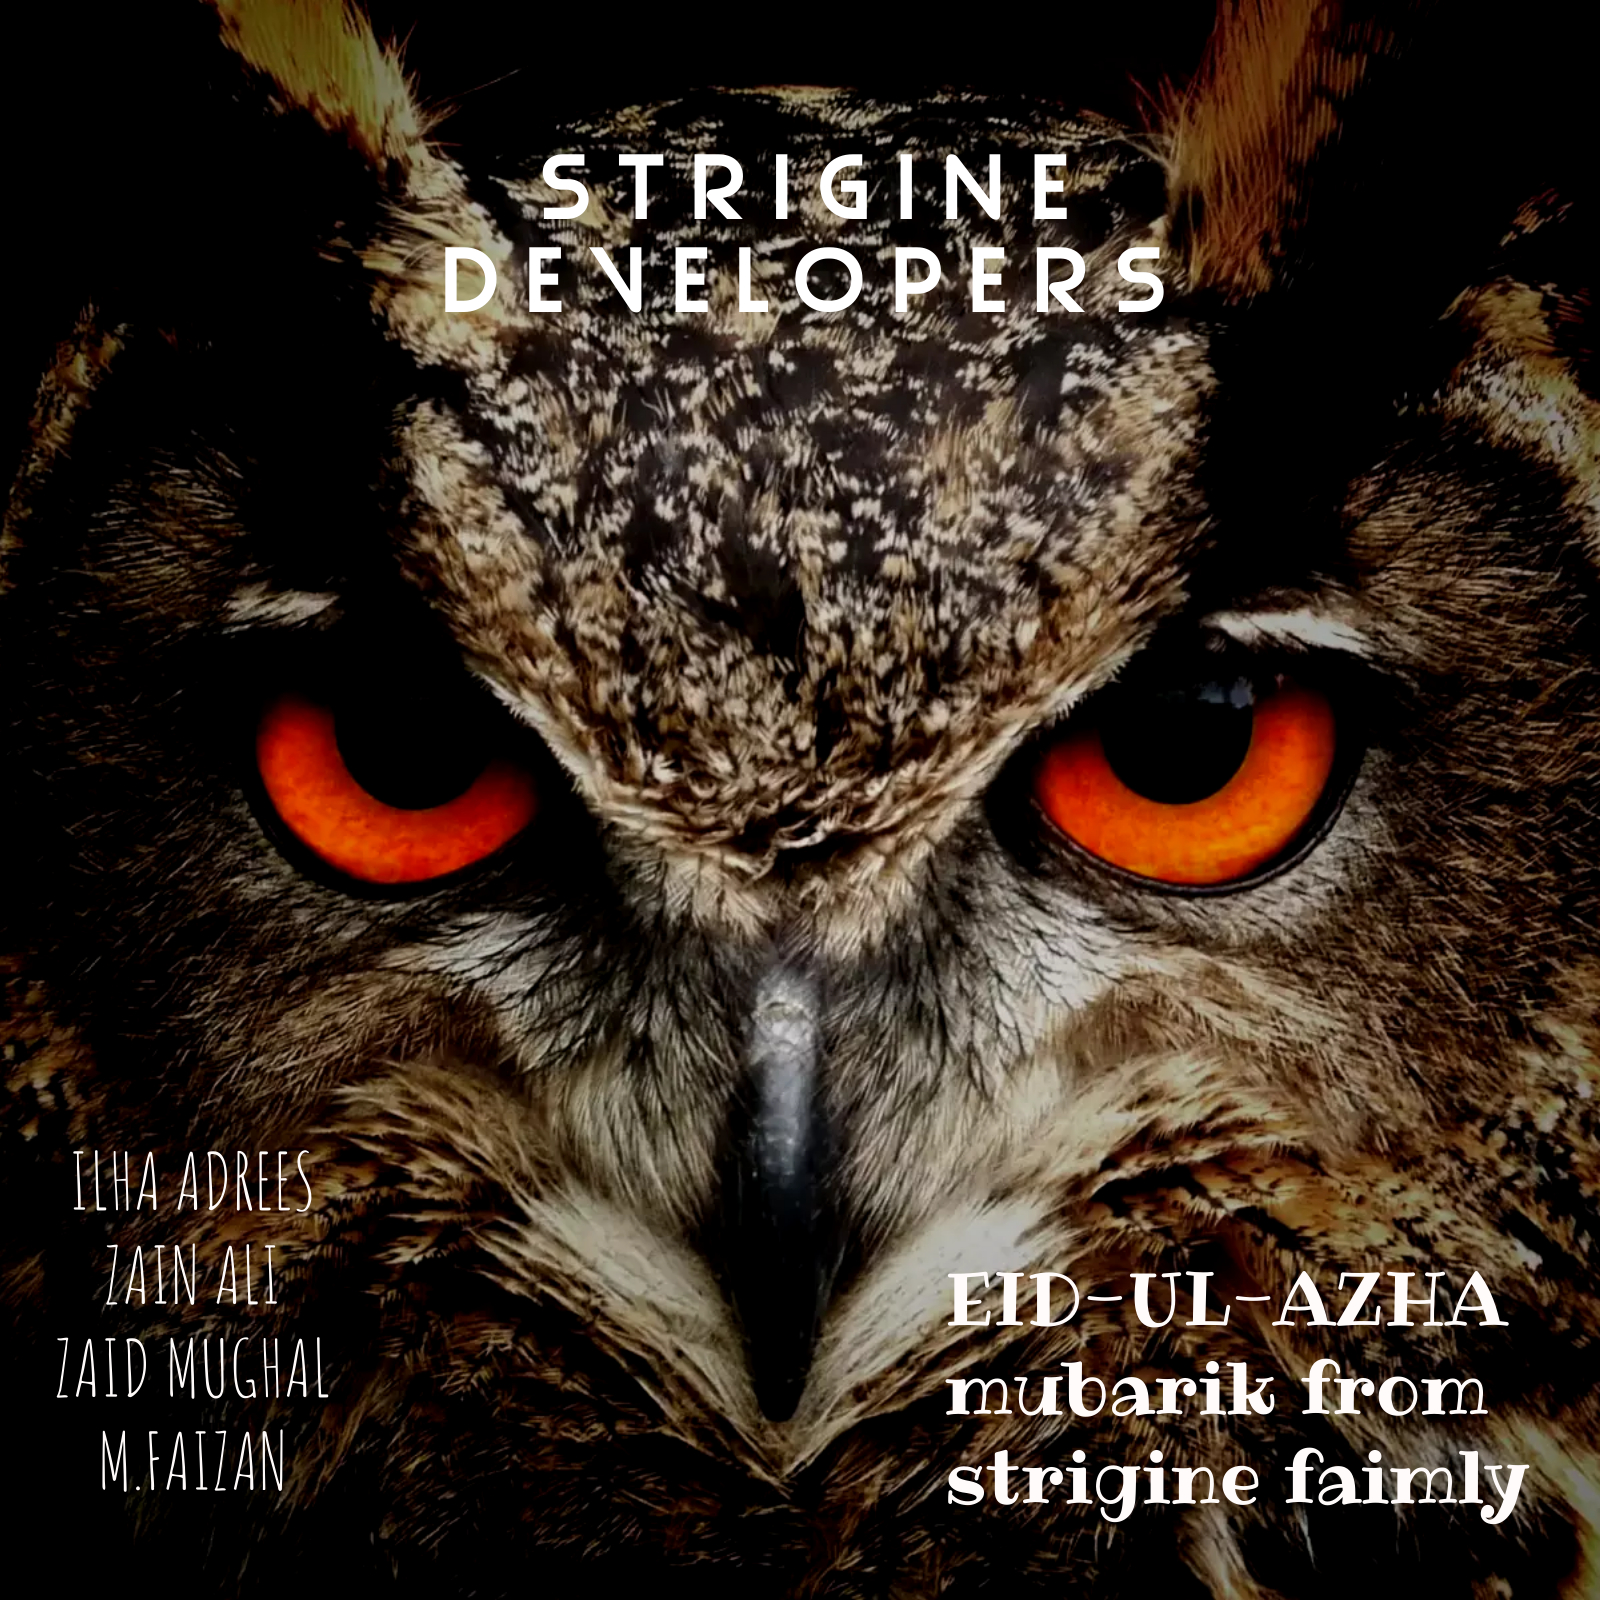 STRIGINE
DEVELOPERS
ILHA ADREES
ZAIN ALI
ZAID MUGHAL
M.FAIZAN
EID-UL-AZHA
mubarik from
strigine faimly